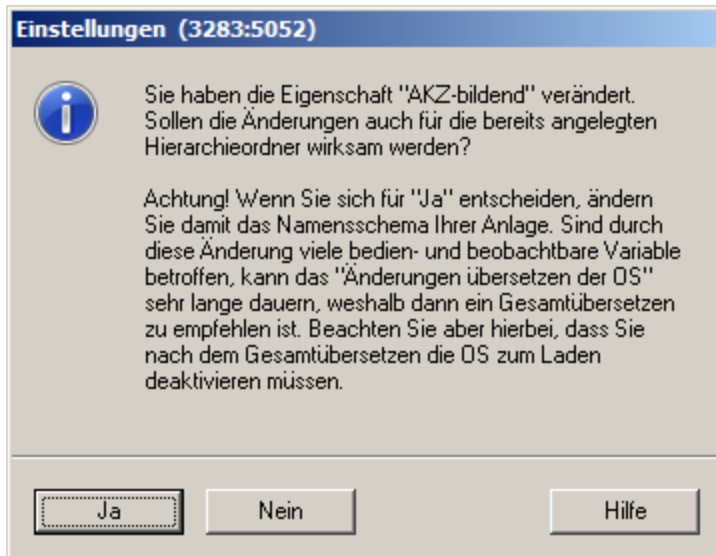 Einstellungen (3283:5052)
Sie haben die Eigenschaft "AKZ-bildend" verändert.
Sollen die Änderungen auch für die bereits angelegten
Hierarchieordner wirksam werden?
Achtung! Wenn Sie sich für "Ja" entscheiden, ändern
Sie damit das Namensschema Ihrer Anlage. Sind durch
diese Änderung viele bedien- und beobachtbare Variable
betroffen, kann das "Änderungen übersetzen der OS"
sehr lange dauern, weshalb dann ein Gesamtübersetzen
zu empfehlen ist. Beachten Sie aber hierbei, dass Sie
nach dem Gesamtübersetzen die OS zum Laden
deaktivieren müssen.
Ja
Nein
Hilfe